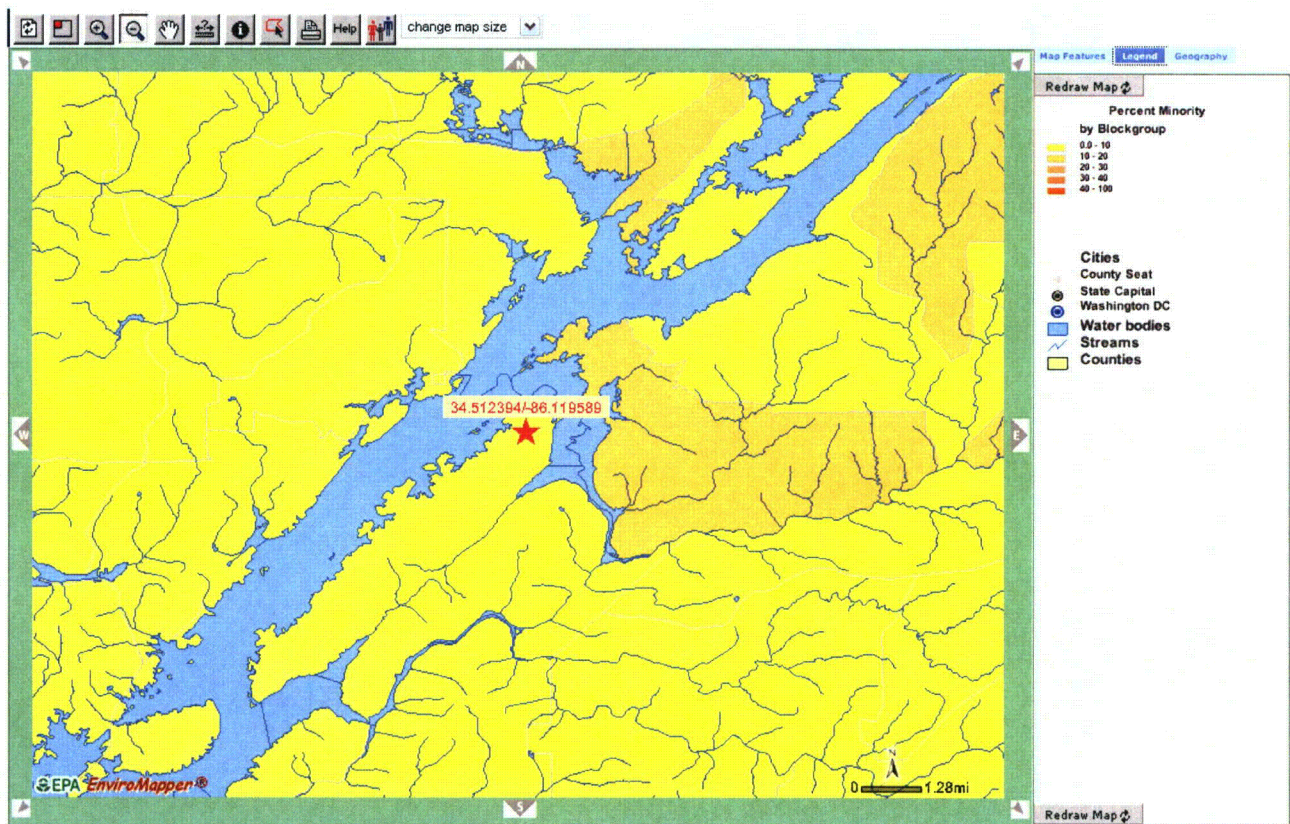 Help
change map size
N
Map Features Legend Geography
Redraw Map
Percent Minority
by Blockgroup
0.0 - 10
10 - 20
20 - 30
30 - 40
40 - 100
Cities
County Seat
State Capital
Washington DC
Water bodies
Streams
Counties
34.512394/-86.119589
W
E
N
0 1.28mi
EPA EnviroMapper®
S
Redraw Map